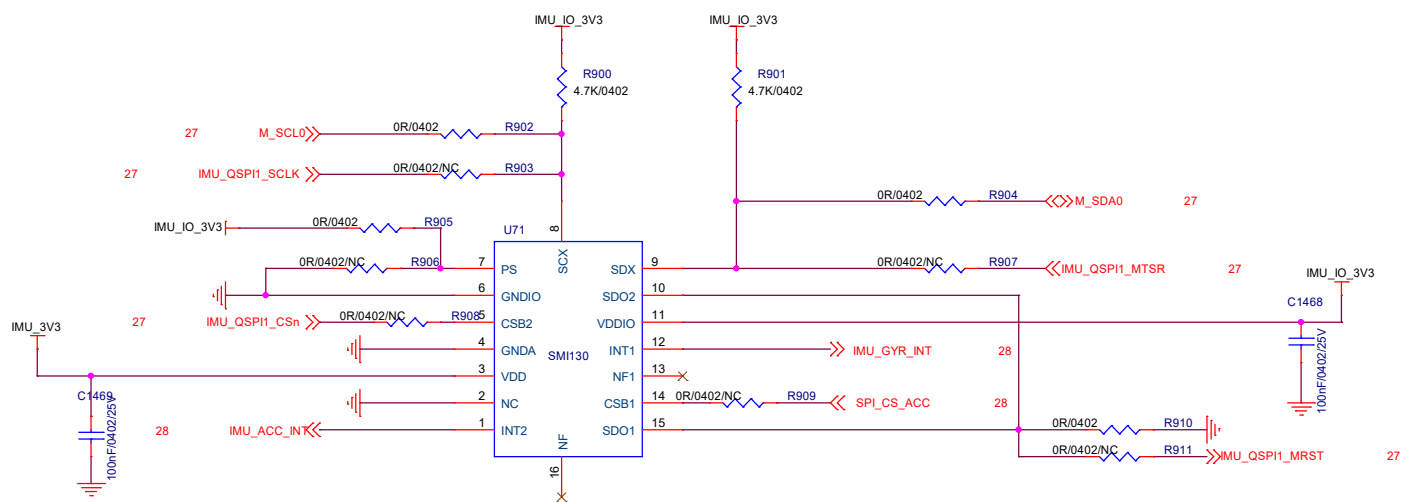 IMU_IO_3V3
IMU_IO_3V3
R900
4.7K/0402
R901
4.7K/0402
27 M_SCL0 0R/0402 R902
27 IMU_QSPI1_SCLK 0R/0402/NC R903
0R/0402 R904 M_SDA0 27
IMU_IO_3V3 0R/0402 R905
U71
8
SCX
0R/0402/NC R906 7 PS
SDX 9 0R/0402/NC R907 IMU_QSPI1_MTSR 27
IMU_IO_3V3
6 GNDIO
SDO2 10
C1468
100nF/0402/25V
IMU_3V3
27 IMU_QSPI1_CSn 0R/0402/NC R908 5 CSB2
VDDIO 11
4 GNDA
SMI130
INT1 12 IMU_GYR_INT 28
3 VDD
NF1 13
C1469
100nF/0402/25V
2 NC
CSB1 14 0R/0402/NC R909 SPI_CS_ACC 28
28 IMU_ACC_INT 1 INT2
SDO1 15 0R/0402 R910
NF
16
0R/0402/NC R911 IMU_QSPI1_MRST 27